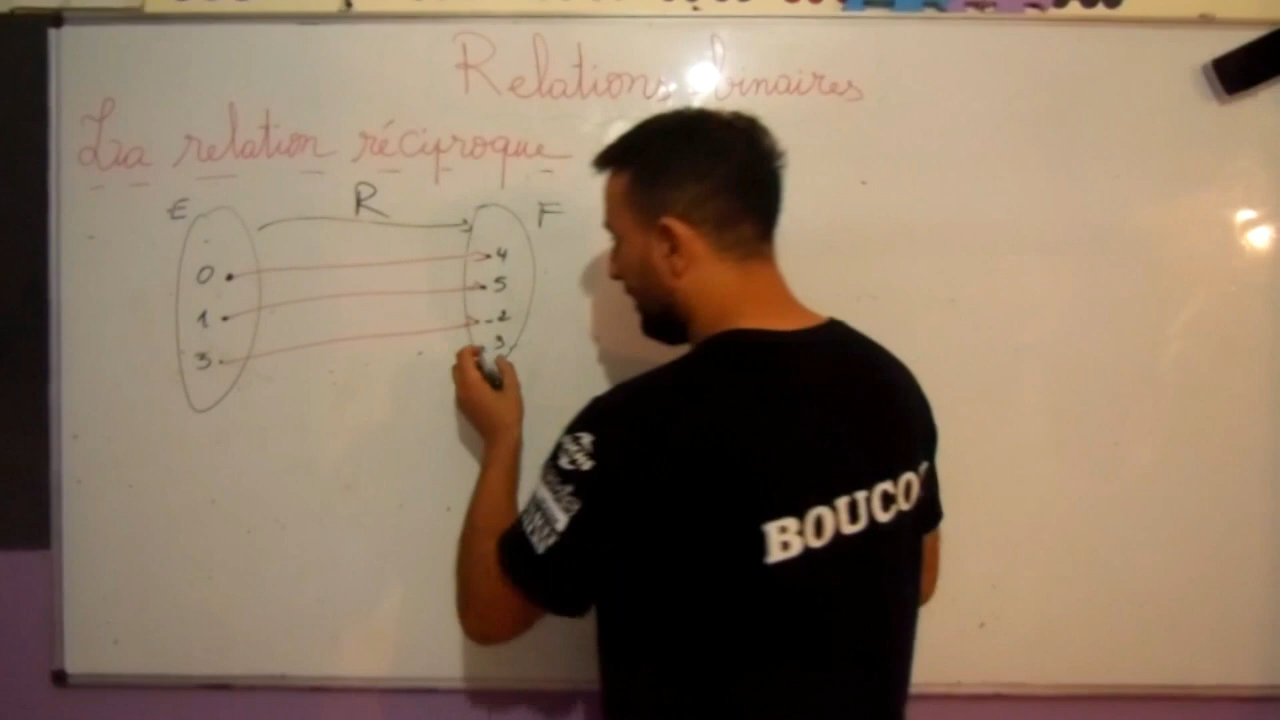 Relations binaires
La relation réciproque
E R F
0 4
1 5
3 2
3
BOUCO